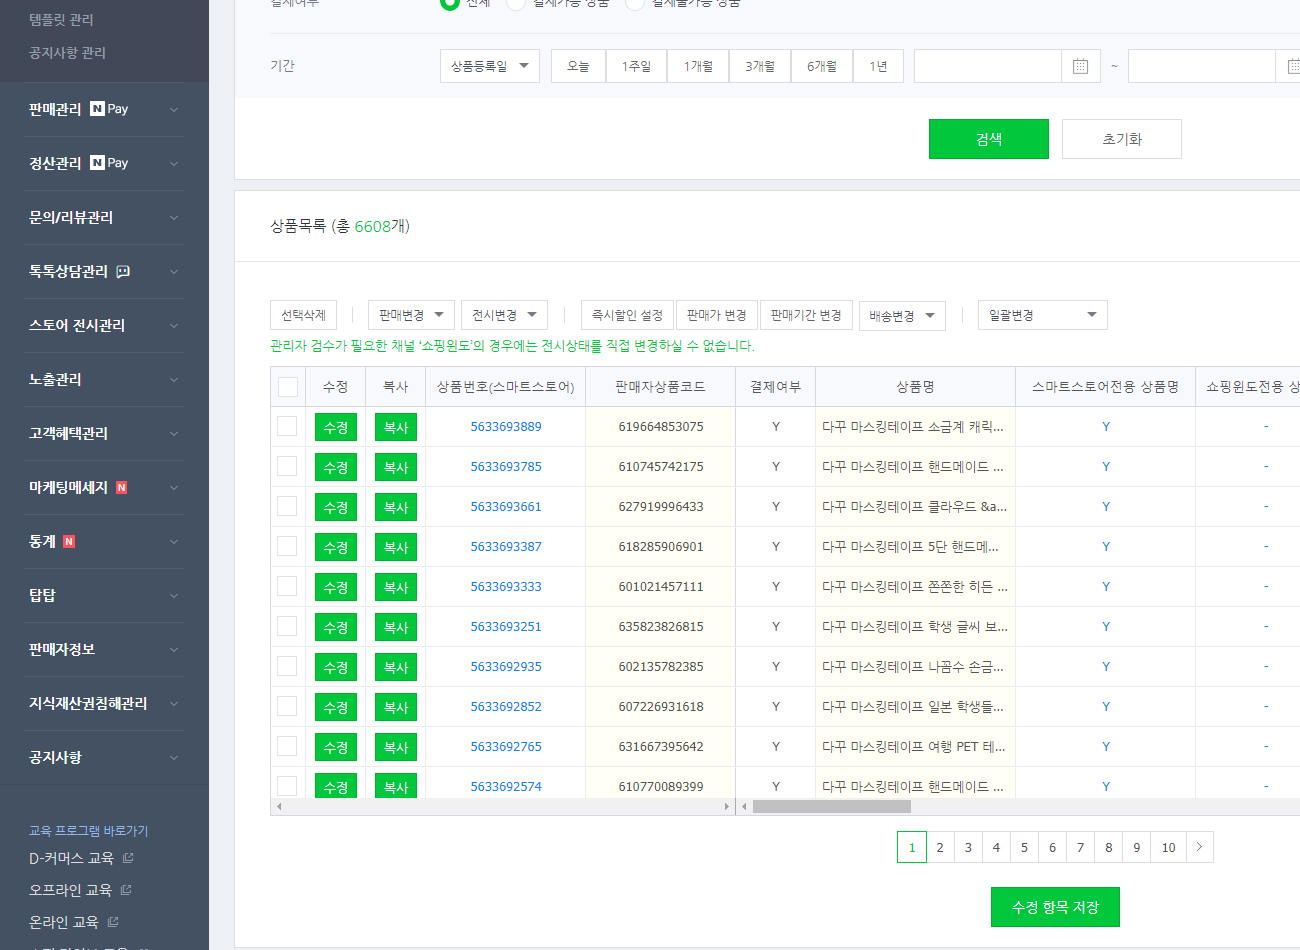 템플릿 관리
공지사항 관리
판매관리 N Pay
정산관리 N Pay
문의/리뷰관리
톡톡상담관리
스토어 전시관리
노출관리
고객혜택관리
마케팅메세지 N
통계 N
탑탑
판매자정보
지식재산권침해관리
공지사항
교육 프로그램 바로가기
D-커머스 교육
오프라인 교육
온라인 교육
결제여부 전체 결제가능 상품 결제불가능 상품
기간 상품등록일 오늘 1주일 1개월 3개월 6개월 1년 ~
검색 초기화
상품목록 (총 6608개)
선택삭제 판매변경 전시변경 즉시할인 설정 판매가 변경 판매기간 변경 배송변경 일괄변경
관리자 검수가 필요한 채널 '쇼핑윈도'의 경우에는 전시상태를 직접 변경하실 수 없습니다.
수정 복사 상품번호(스마트스토어) 판매자상품코드 결제여부 상품명 스마트스토어전용 상품명 쇼핑윈도전용 상
수정 복사 5633693889 619664853075 Y 다꾸 마스킹테이프 소금계 캐릭... Y -
수정 복사 5633693785 610745742175 Y 다꾸 마스킹테이프 핸드메이드 ... Y -
수정 복사 5633693661 627919996433 Y 다꾸 마스킹테이프 클라우드 &a... Y -
수정 복사 5633693387 618285906901 Y 다꾸 마스킹테이프 5단 핸드메... Y -
수정 복사 5633693333 601021457111 Y 다꾸 마스킹테이프 쫀쫀한 히든 ... Y -
수정 복사 5633693251 635823826815 Y 다꾸 마스킹테이프 학생 글씨 보... Y -
수정 복사 5633692935 602135782385 Y 다꾸 마스킹테이프 나꼼수 손금... Y -
수정 복사 5633692852 607226931618 Y 다꾸 마스킹테이프 일본 학생들... Y -
수정 복사 5633692765 631667395642 Y 다꾸 마스킹테이프 여행 PET 테... Y -
수정 복사 5633692574 610770089399 Y 다꾸 마스킹테이프 핸드메이드 ... Y -
1 2 3 4 5 6 7 8 9 10
수정 항목 저장